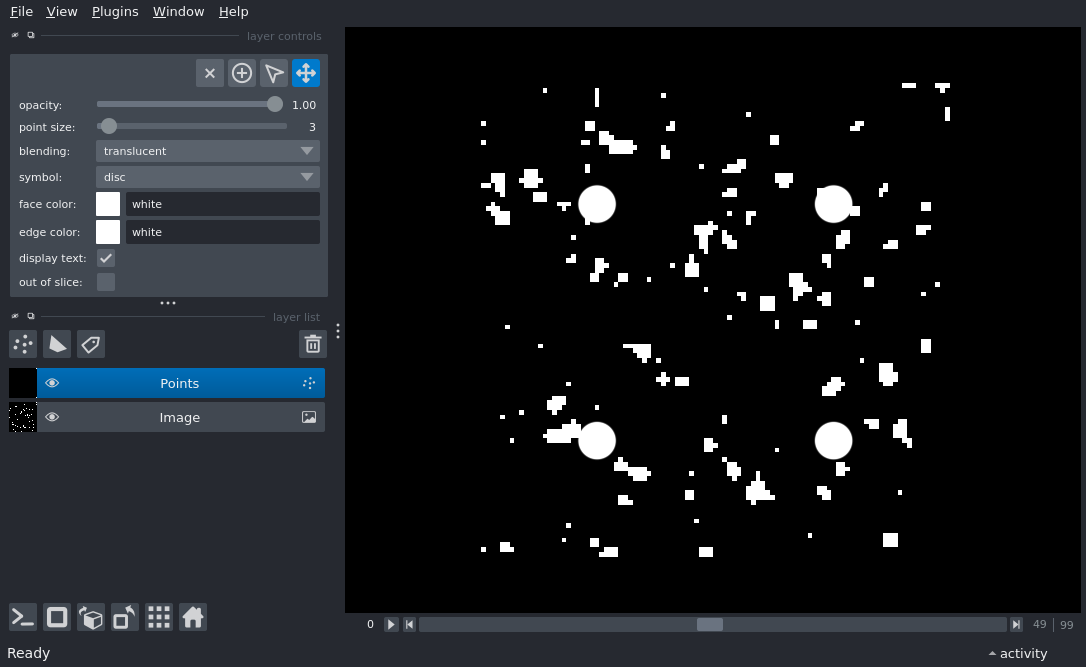 File View Plugins Window Help
layer controls
opacity: 1.00
point size: 3
blending: translucent
symbol: disc
face color: white
edge color: white
display text:
out of slice:
layer list
Points
Image
0 49 99
Ready activity